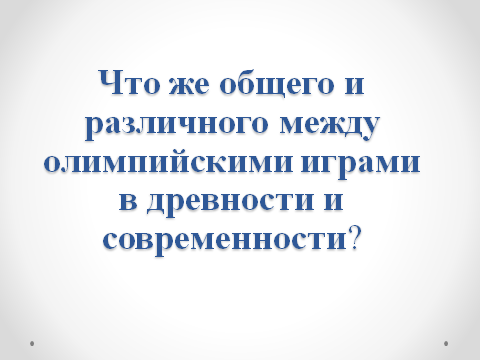 Что же общего и
различного между
олимпийскими играми
в древности и
современности?